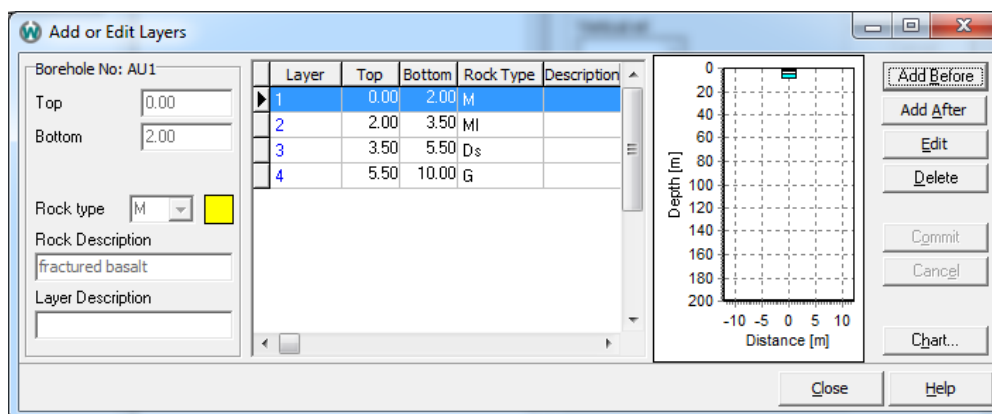 Add or Edit Layers
Borehole No: AU1
Top 0.00
Bottom 2.00
Rock type M
Rock Description
fractured basalt
Layer Description
Layer Top Bottom Rock Type Description
1 0.00 2.00 M
2 2.00 3.50 Ml
3 3.50 5.50 Ds
4 5.50 10.00 G
0
20
40
60
80
100
120
140
160
180
200
Depth [m]
-10 -5 0 5 10
Distance [m]
Add Before
Add After
Edit
Delete
Commit
Cancel
Chart...
Close Help